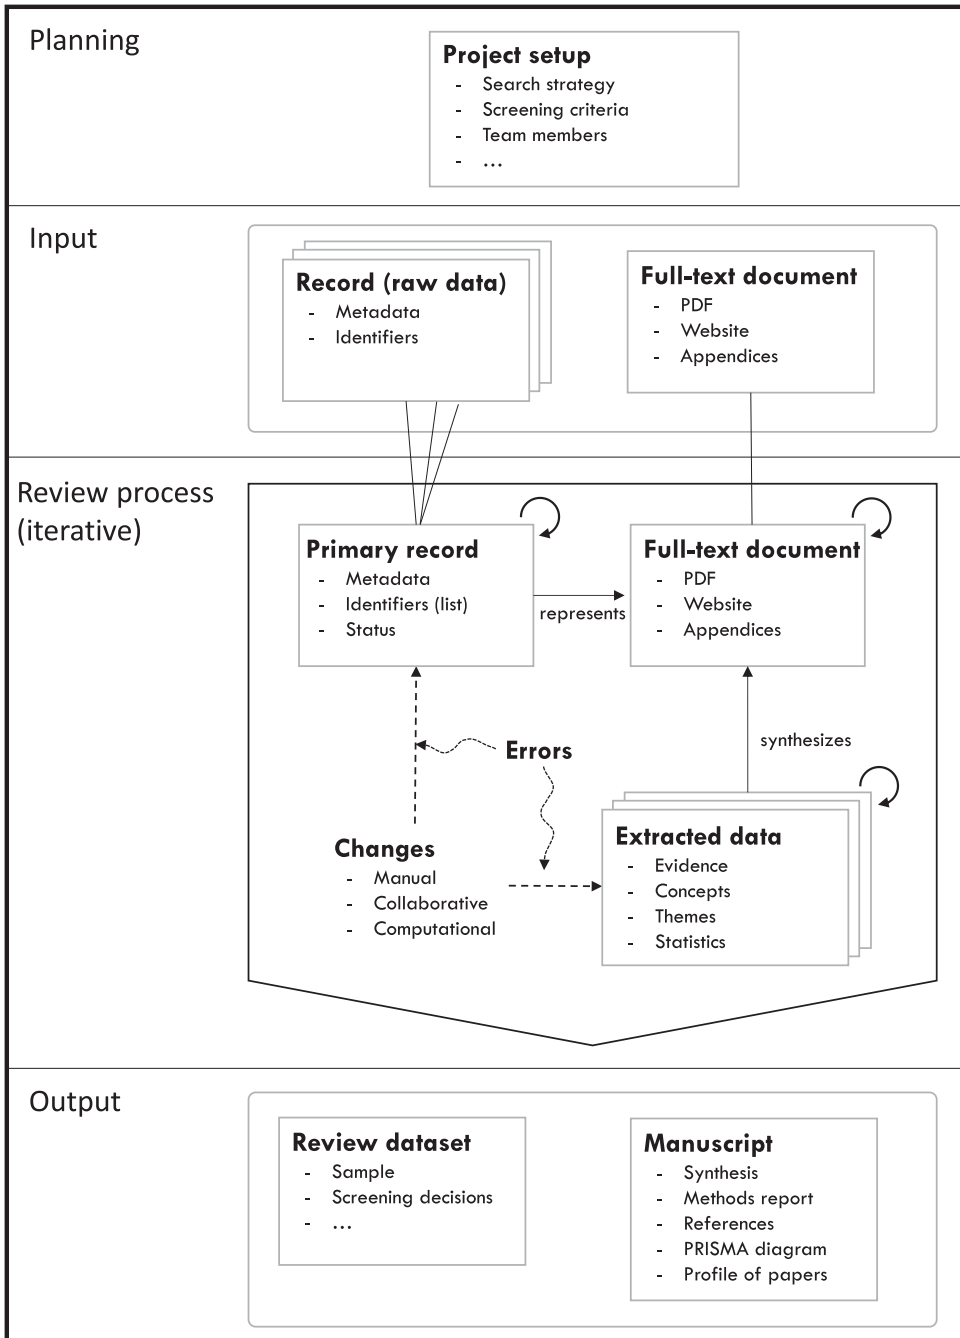 Planning
Project setup
- Search strategy
- Screening criteria
- Team members
- ...
Input
Record (raw data)
- Metadata
- Identifiers
Full-text document
- PDF
- Website
- Appendices
Review process
(iterative)
Primary record
- Metadata
- Identifiers (list)
- Status
represents
Full-text document
- PDF
- Website
- Appendices
Errors
synthesizes
Changes
- Manual
- Collaborative
- Computational
Extracted data
- Evidence
- Concepts
- Themes
- Statistics
Output
Review dataset
- Sample
- Screening decisions
- ...
Manuscript
- Synthesis
- Methods report
- References
- PRISMA diagram
- Profile of papers